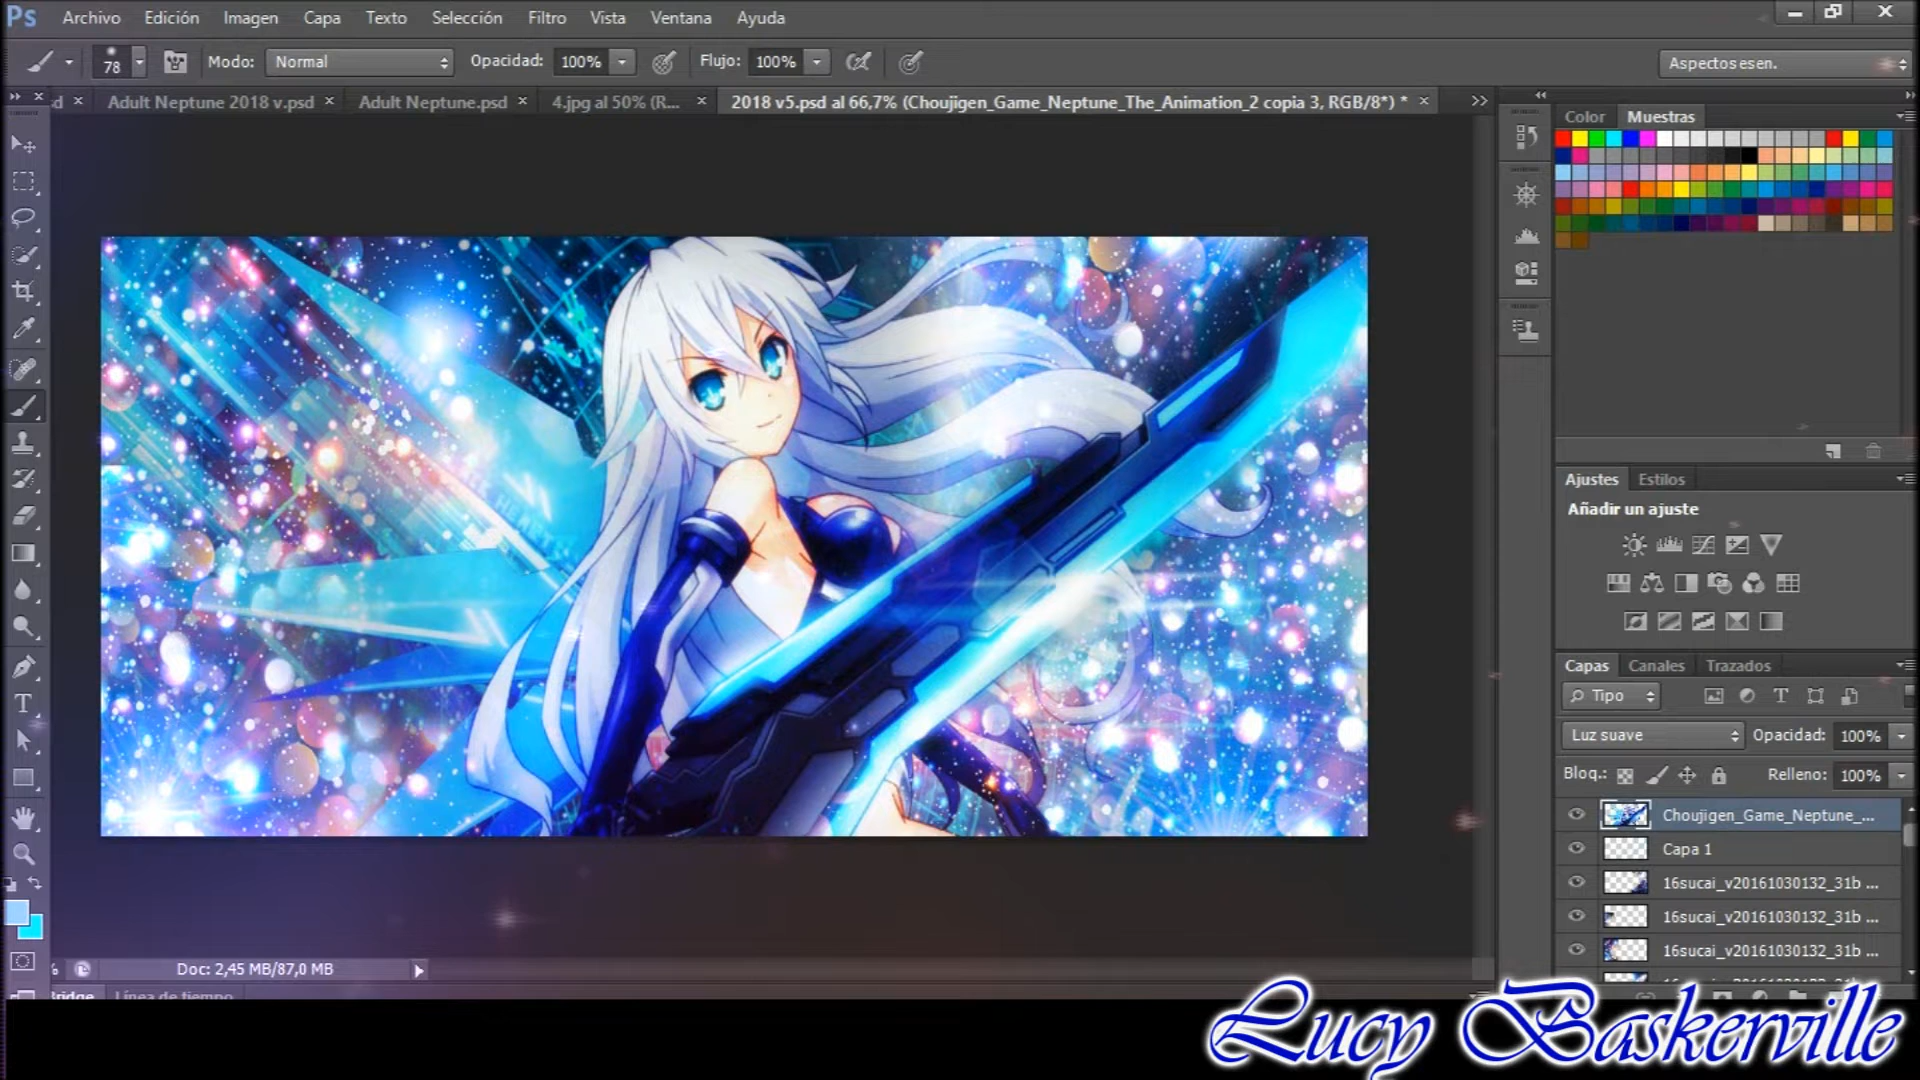 Ps Archivo Edición Imagen Capa Texto Selección Filtro Vista Ventana Ayuda
78 Modo: Normal Opacidad: 100% Flujo: 100% Aspectos esen.
d × Adult Neptune 2018 v.psd × Adult Neptune.psd × 4.jpg al 50% (R... × 2018 v5.psd al 66,7% (Choujigen_Game_Neptune_The_Animation_2 copia 3, RGB/8*) * ×
Color Muestras
Ajustes Estilos
Añadir un ajuste
Capas Canales Trazados
Tipo
Luz suave Opacidad: 100%
Bloq.: Relleno: 100%
Choujigen_Game_Neptune_...
Capa 1
16sucai_v20161030132_31b ...
16sucai_v20161030132_31b ...
16sucai_v20161030132_31b ...
% Doc: 2,45 MB/87,0 MB
Bridge Línea de tiempo
Lucy Baskerville